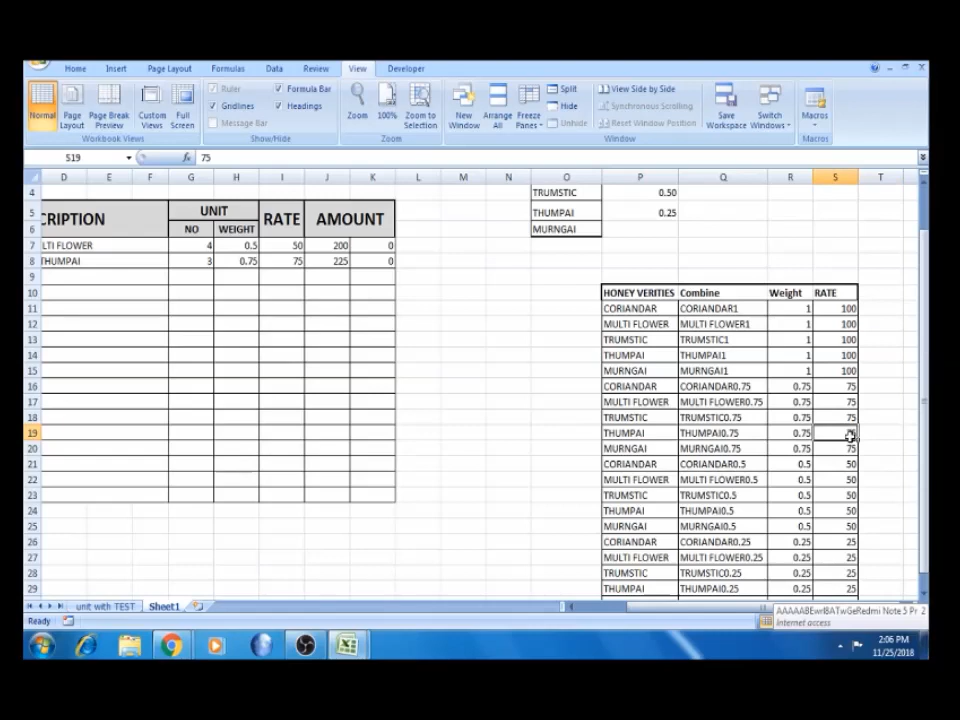 Home Insert Page Layout Formulas Data Review View Developer
Ruler Formula Bar
Gridlines Headings
Message Bar
Normal Page Layout Page Break Preview Custom Views Full Screen
Zoom 100% Zoom to Selection
New Window Arrange All Freeze Panes
Split Hide Unhide
View Side by Side
Synchronous Scrolling
Reset Window Position
Save Workspace Switch Windows Macros
Workbook Views Show/Hide Zoom Window Macros
S19 fx 75
D E F G H I J K L M N O P Q R S T
4 TRUMSTIC 0.50
5 CRIPTION UNIT RATE AMOUNT THUMPAI 0.25
6 NO WEIGHT MURNGAI
7 LTI FLOWER 4 0.5 50 200 0
8 THUMPAI 3 0.75 75 225 0
9
10 HONEY VERITIES Combine Weight RATE
11 CORIANDAR CORIANDAR1 1 100
12 MULTI FLOWER MULTI FLOWER1 1 100
13 TRUMSTIC TRUMSTIC1 1 100
14 THUMPAI THUMPAI1 1 100
15 MURNGAI MURNGAI1 1 100
16 CORIANDAR CORIANDAR0.75 0.75 75
17 MULTI FLOWER MULTI FLOWER0.75 0.75 75
18 TRUMSTIC TRUMSTIC0.75 0.75 75
19 THUMPAI THUMPAI0.75 0.75
20 MURNGAI MURNGAI0.75 0.75 75
21 CORIANDAR CORIANDAR0.5 0.5 50
22 MULTI FLOWER MULTI FLOWER0.5 0.5 50
23 TRUMSTIC TRUMSTIC0.5 0.5 50
24 THUMPAI THUMPAI0.5 0.5 50
25 MURNGAI MURNGAI0.5 0.5 50
26 CORIANDAR CORIANDAR0.25 0.25 25
27 MULTI FLOWER MULTI FLOWER0.25 0.25 25
28 TRUMSTIC TRUMSTIC0.25 0.25 25
29 THUMPAI THUMPAI0.25 0.25 25
unit with TEST Sheet1
Redmi Note 5 Pr 2
Internet access
Ready
2:06 PM
11/25/2018